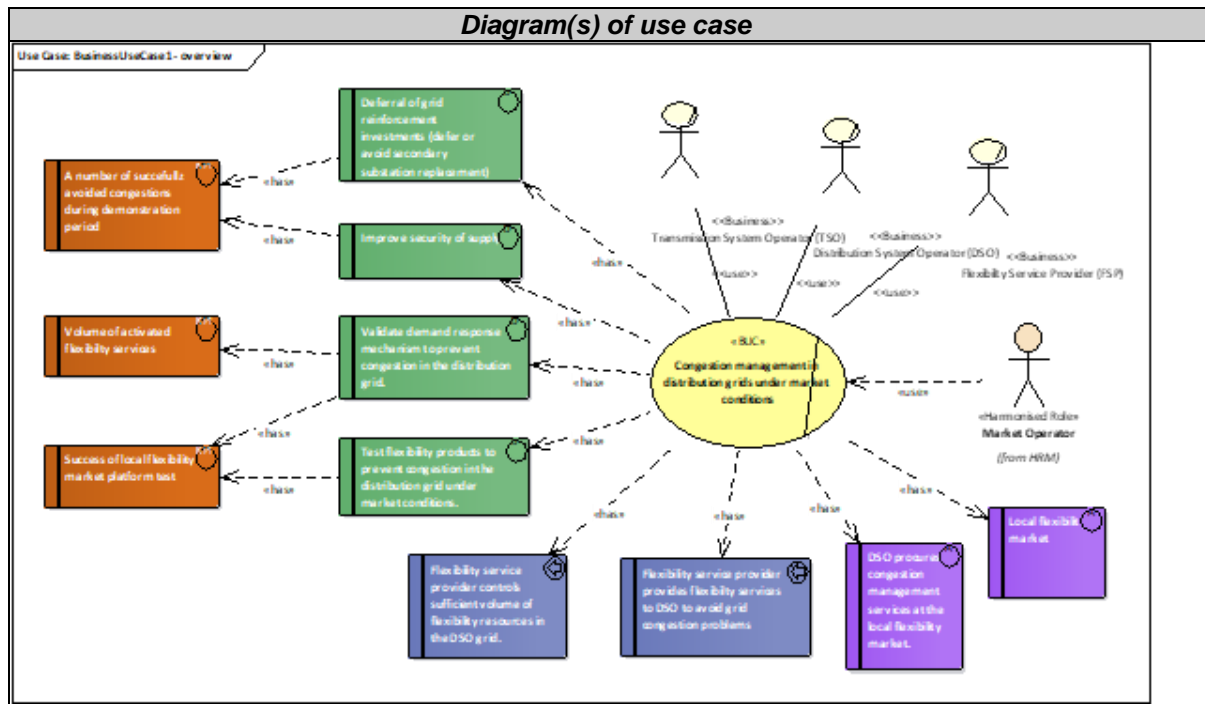 Diagram(s) of use case
Use Case: BusinessUseCase1 - overview
Deferral of grid
reinforcement
investments (defer or
avoid secondary
substation replacement)
A number of succefull
avoided congestions
during demonstration
period
«has»
«has»
Improve security of supply
Volume of activated
flexibility services
«has»
Validate demand response
mechanism to prevent
congestion in the distribution
grid.
«has»
Success of local flexibility
market platform test
«has»
Test flexibility products to
prevent congestion in the
distribution grid under
market conditions.
«has»
«has»
«has»
«has»
<<Business>>
Transmission System Operator (TSO)
<<use>>
<<Business>>
Distribution System Operator (DSO)
<<use>>
<<Business>>
Flexibilty Service Provider (FSP)
<<use>>
«BUC»
Congestion management in
distribution grids under market
conditions
«use»
«Harmonised Role»
Market Operator
(from HRM)
«has»
«has»
«has»
«has»
Flexibility service
provider controls
sufficient volume of
flexibility resources in
the DSO grid.
Flexibility service provider
provides flexibilty services
to DSO to avoid grid
congestion problems
DSO procures
congestion
management
services at the
local flexibility
market.
Local flexibility
market